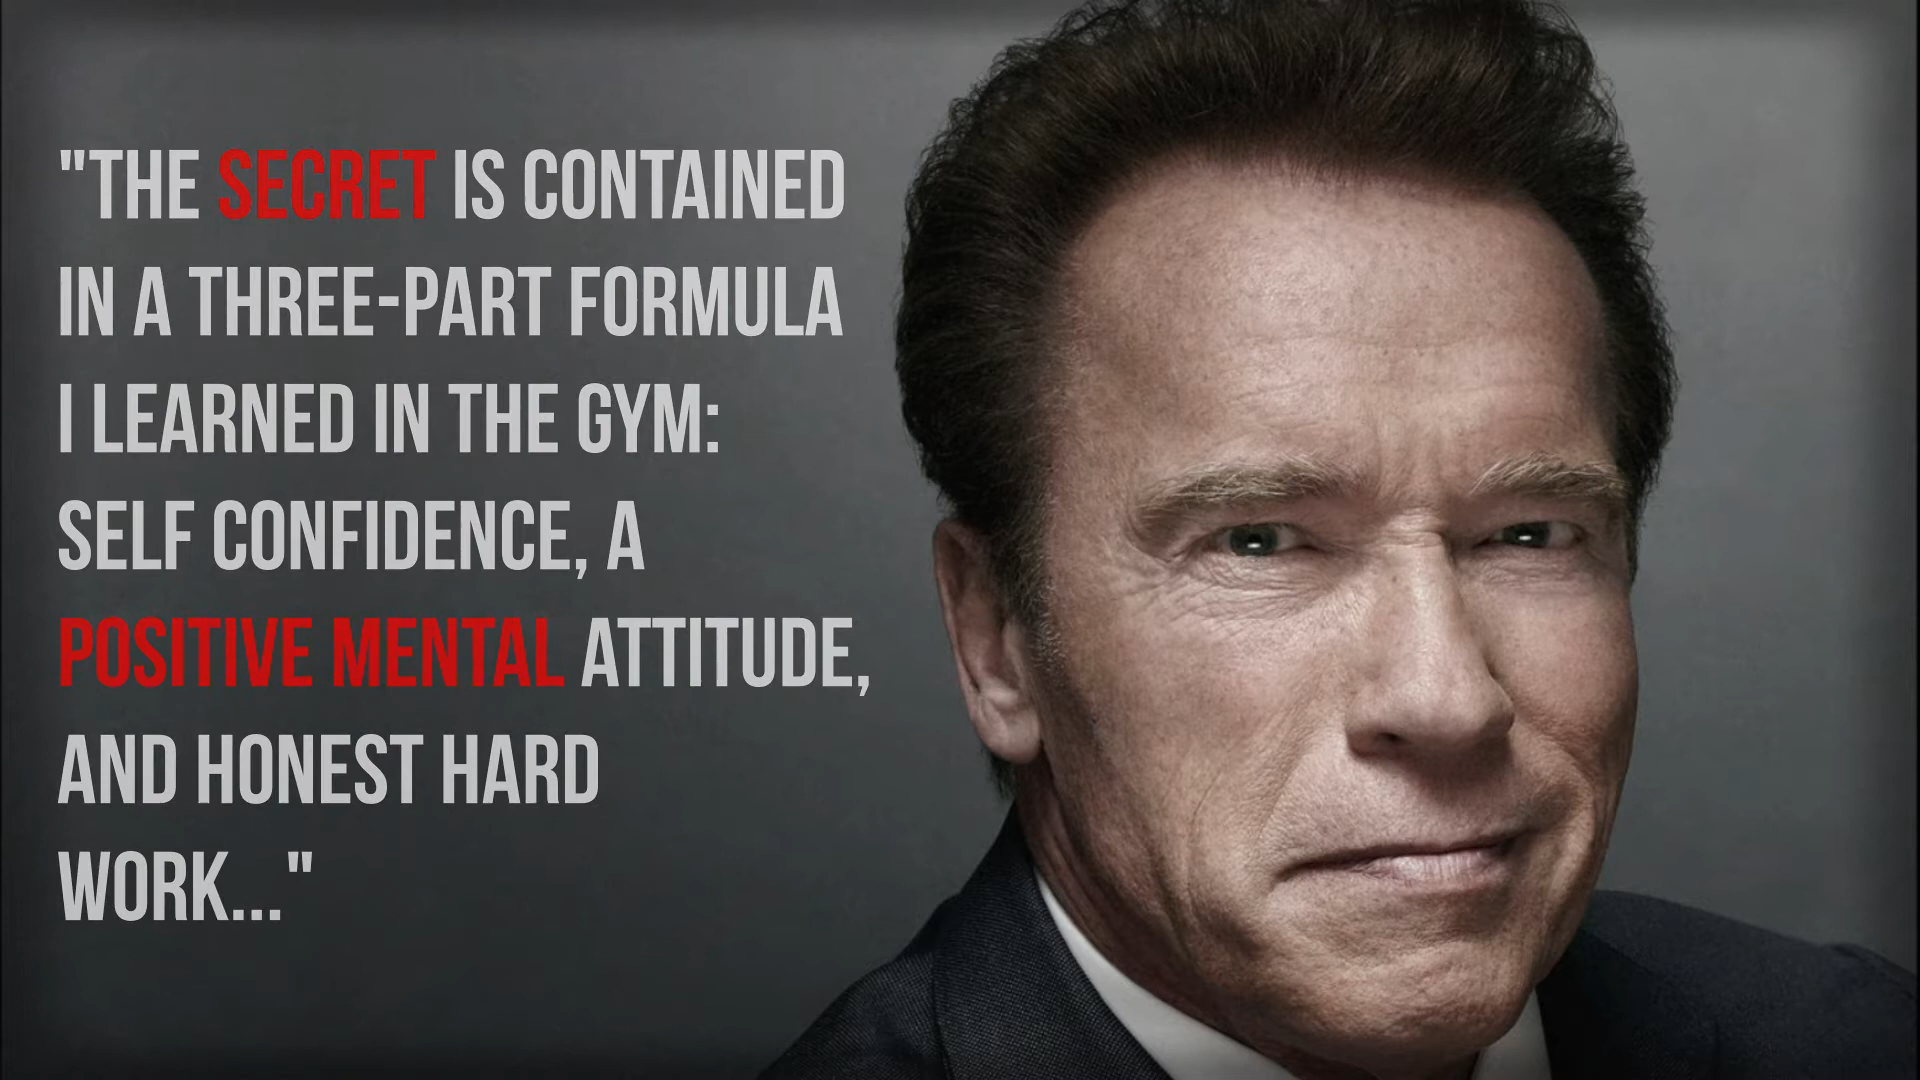 "THE SECRET IS CONTAINED
IN A THREE-PART FORMULA
I LEARNED IN THE GYM:
SELF CONFIDENCE, A
POSITIVE MENTAL ATTITUDE,
AND HONEST HARD
WORK..."